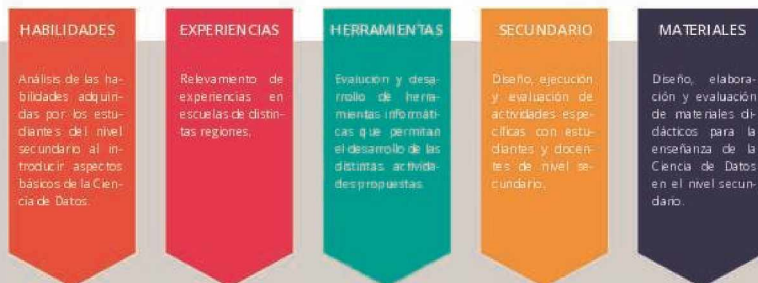 HABILIDADES
Análisis de las ha-
bilidades adquiri-
das por los estu-
diantes del nivel
secundario al in-
troducir aspectos
básicos de la Cien-
cia de Datos.
EXPERIENCIAS
Relevamiento de
experiencias en
escuelas de distin-
tas regiones.
HERRAMIENTAS
Evalución y desa-
rrollo de herra-
mientas informáti-
cas que permitan
el desarrollo de las
distintas activida-
des propuestas.
SECUNDARIO
Diseño, ejecución
y evaluación de
actividades espe-
cíficas con estu-
diantes y docen-
tes de nivel se-
cundario.
MATERIALES
Diseño, elabora-
ción y evaluación
de materiales di-
dácticos para la
enseñanza de la
Ciencia de Datos
en el nivel secun-
dario.